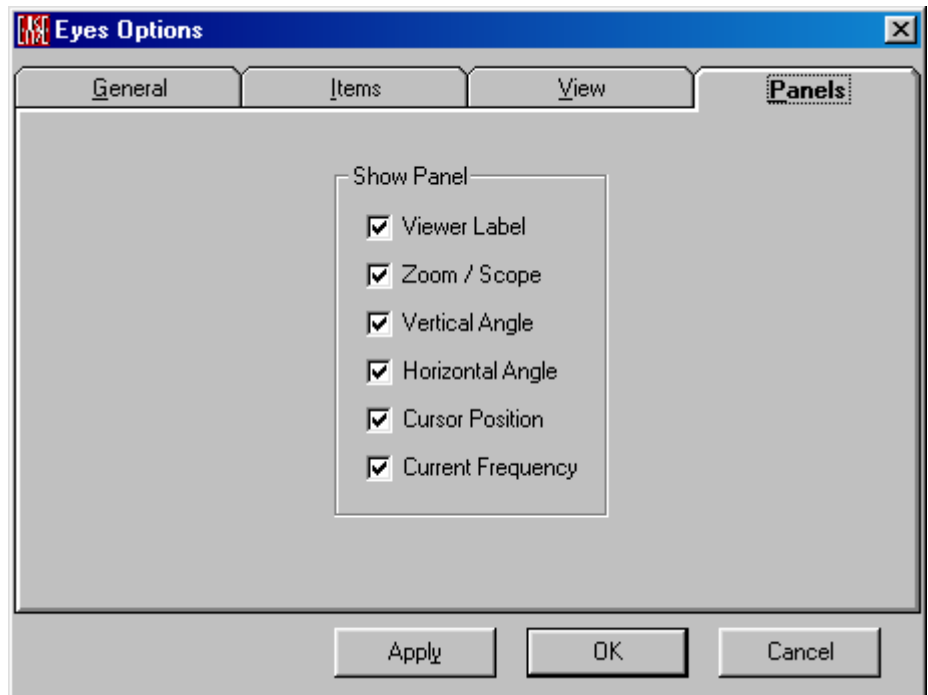 EASE Eyes Options
General Items View Panels
Show Panel
Viewer Label
Zoom / Scope
Vertical Angle
Horizontal Angle
Cursor Position
Current Frequency
Apply OK Cancel